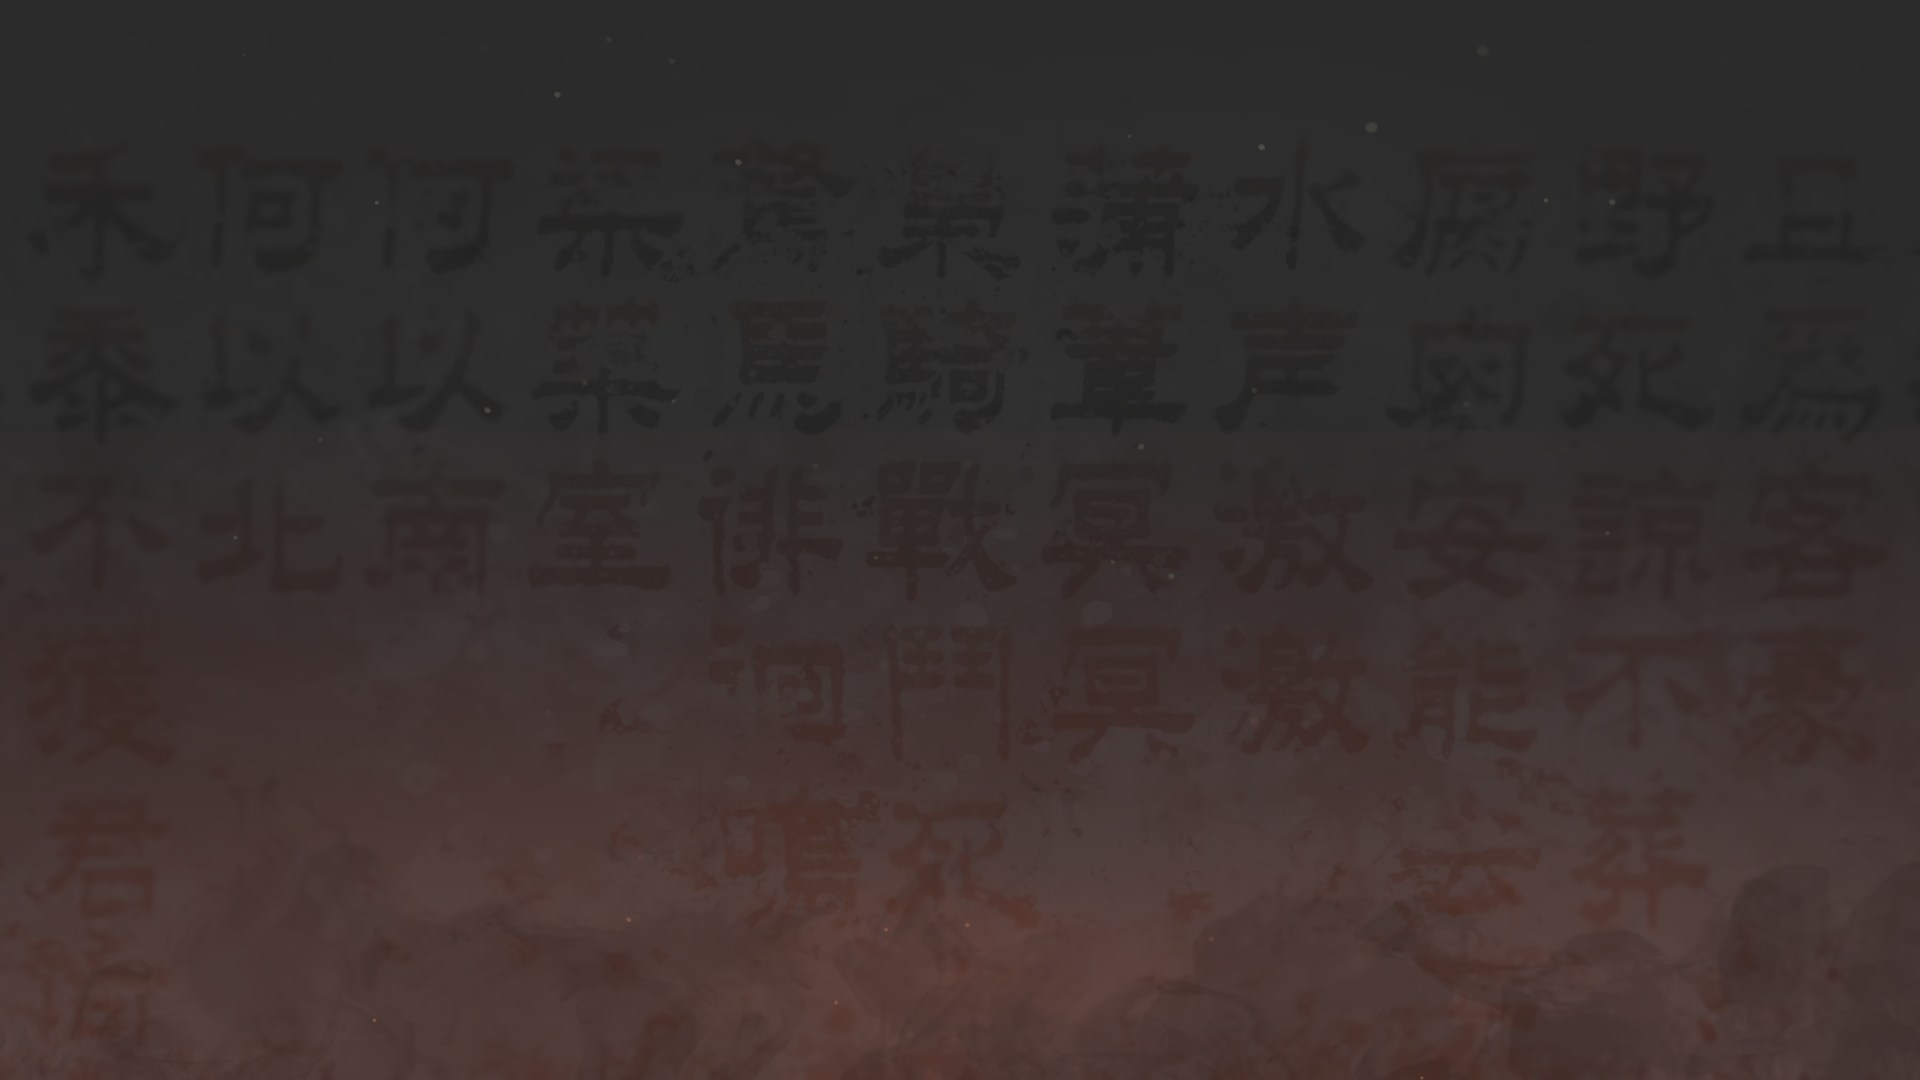 且為客豪
野死諒不葬
腐肉安能去
水声激激
蒲葦冥冥
梟騎戰鬥死
駑馬徘徊鳴
梁築室
何以南
何以北
禾黍不獲君何